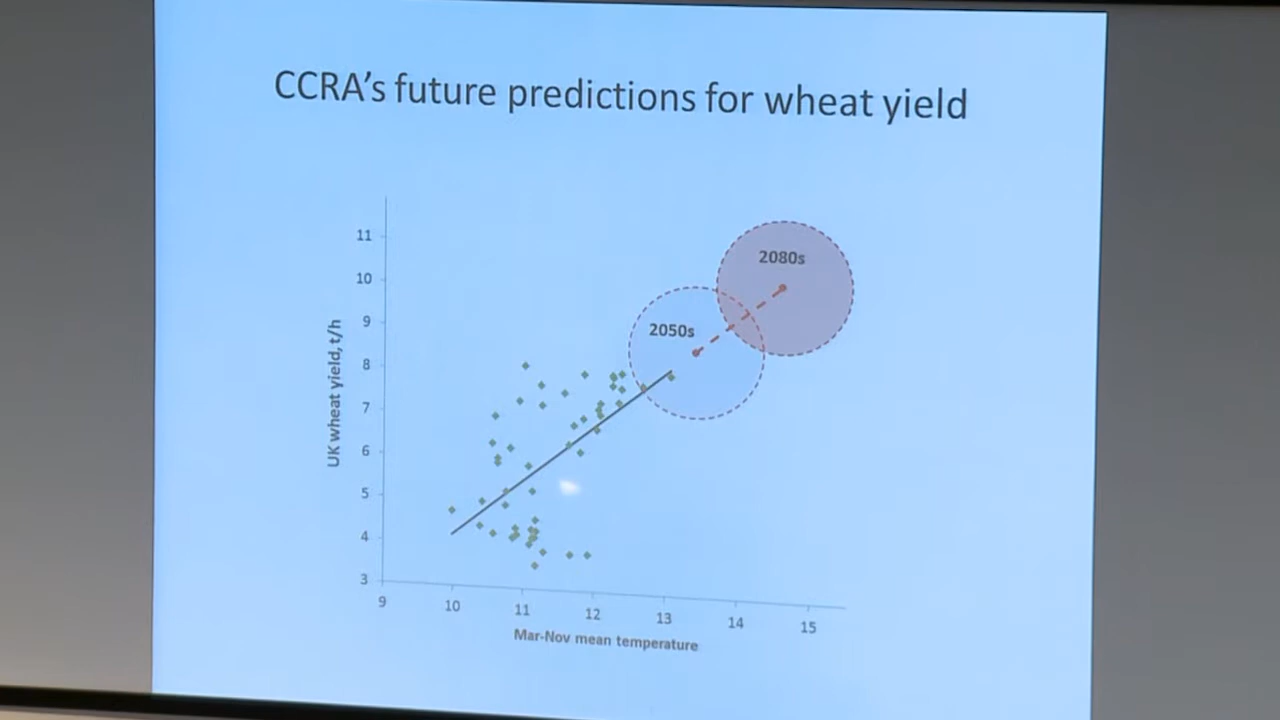 CCRA's future predictions for wheat yield
11
10
9
8
7
6
5
4
3
UK wheat yield, t/h
2050s
2080s
9 10 11 12 13 14 15
Mar-Nov mean temperature